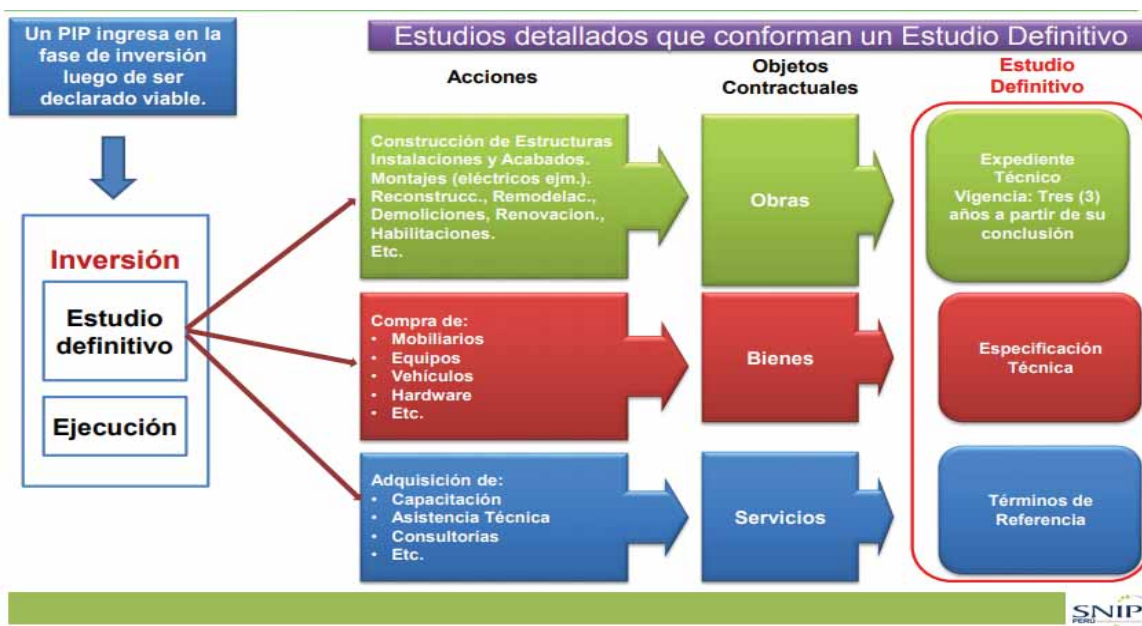 Un PIP ingresa en la
fase de inversión
luego de ser
declarado viable.
Estudios detallados que conforman un Estudio Definitivo
Acciones
Objetos
Contractuales
Estudio
Definitivo
Inversión
Estudio
definitivo
Ejecución
Construcción de Estructuras
Instalaciones y Acabados.
Montajes (eléctricos ejm.).
Reconstrucc., Remodelac.,
Demoliciones, Renovacion.,
Habilitaciones.
Etc.
Obras
Expediente
Técnico
Vigencia: Tres (3)
años a partir de su
conclusión
Compra de:
• Mobiliarios
• Equipos
• Vehículos
• Hardware
• Etc.
Bienes
Especificación
Técnica
Adquisición de:
• Capacitación
• Asistencia Técnica
• Consultorías
• Etc.
Servicios
Términos de
Referencia
SNIP
PERÚ